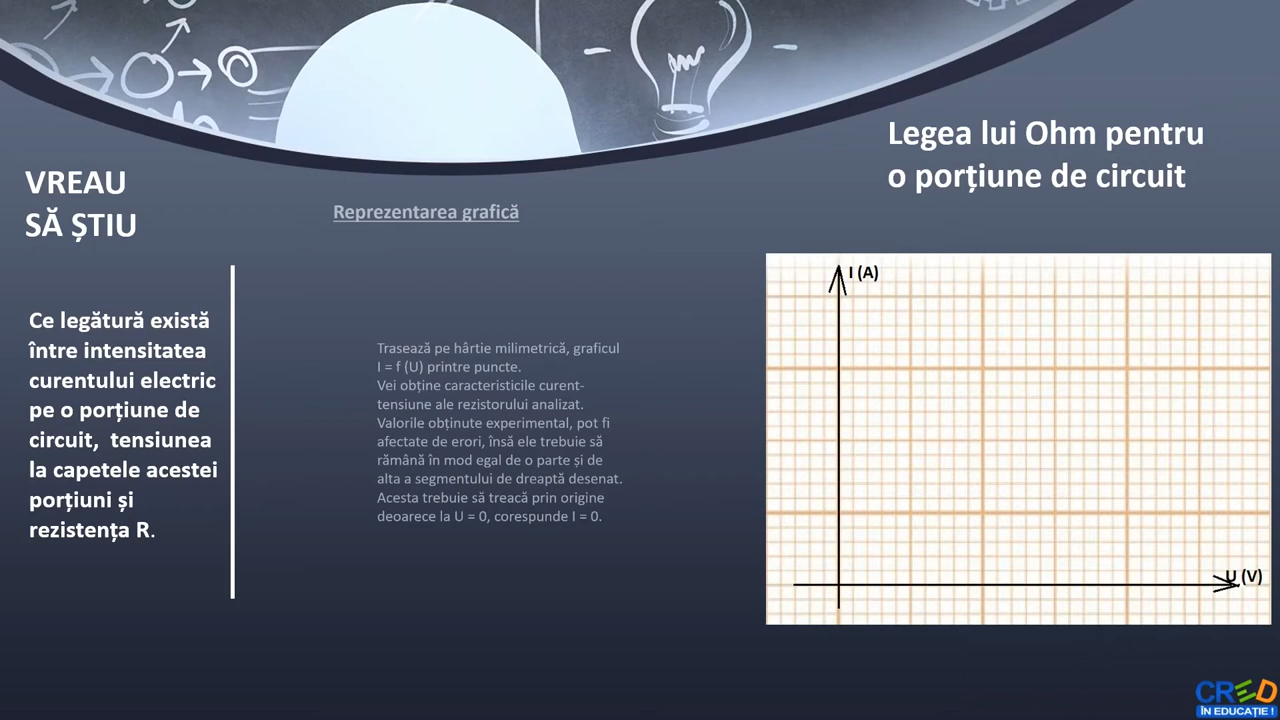 Legea lui Ohm pentru
o porțiune de circuit
VREAU
SĂ ȘTIU
Reprezentarea grafică
Ce legătură există
între intensitatea
curentului electric
pe o porțiune de
circuit, tensiunea
la capetele acestei
porțiuni și
rezistența R.
Trasează pe hârtie milimetrică, graficul
I = f (U) printre puncte.
Vei obține caracteristicile curent-
tensiune ale rezistorului analizat.
Valorile obținute experimental, pot fi
afectate de erori, însă ele trebuie să
rămână în mod egal de o parte și de
alta a segmentului de dreaptă desenat.
Acesta trebuie să treacă prin origine
deoarece la U = 0, corespunde I = 0.
I (A)
U (V)
CRED
ÎN EDUCAȚIE !